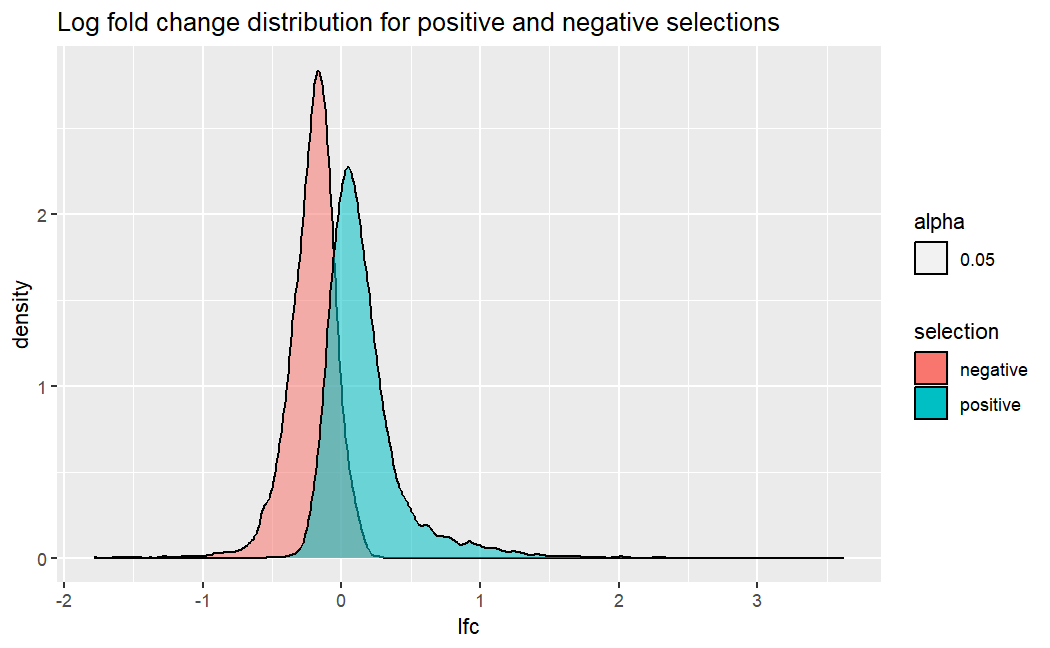 Log fold change distribution for positive and negative selections
density
2
1
0
-2
-1
0
1
2
3
lfc
alpha
0.05
selection
negative
positive